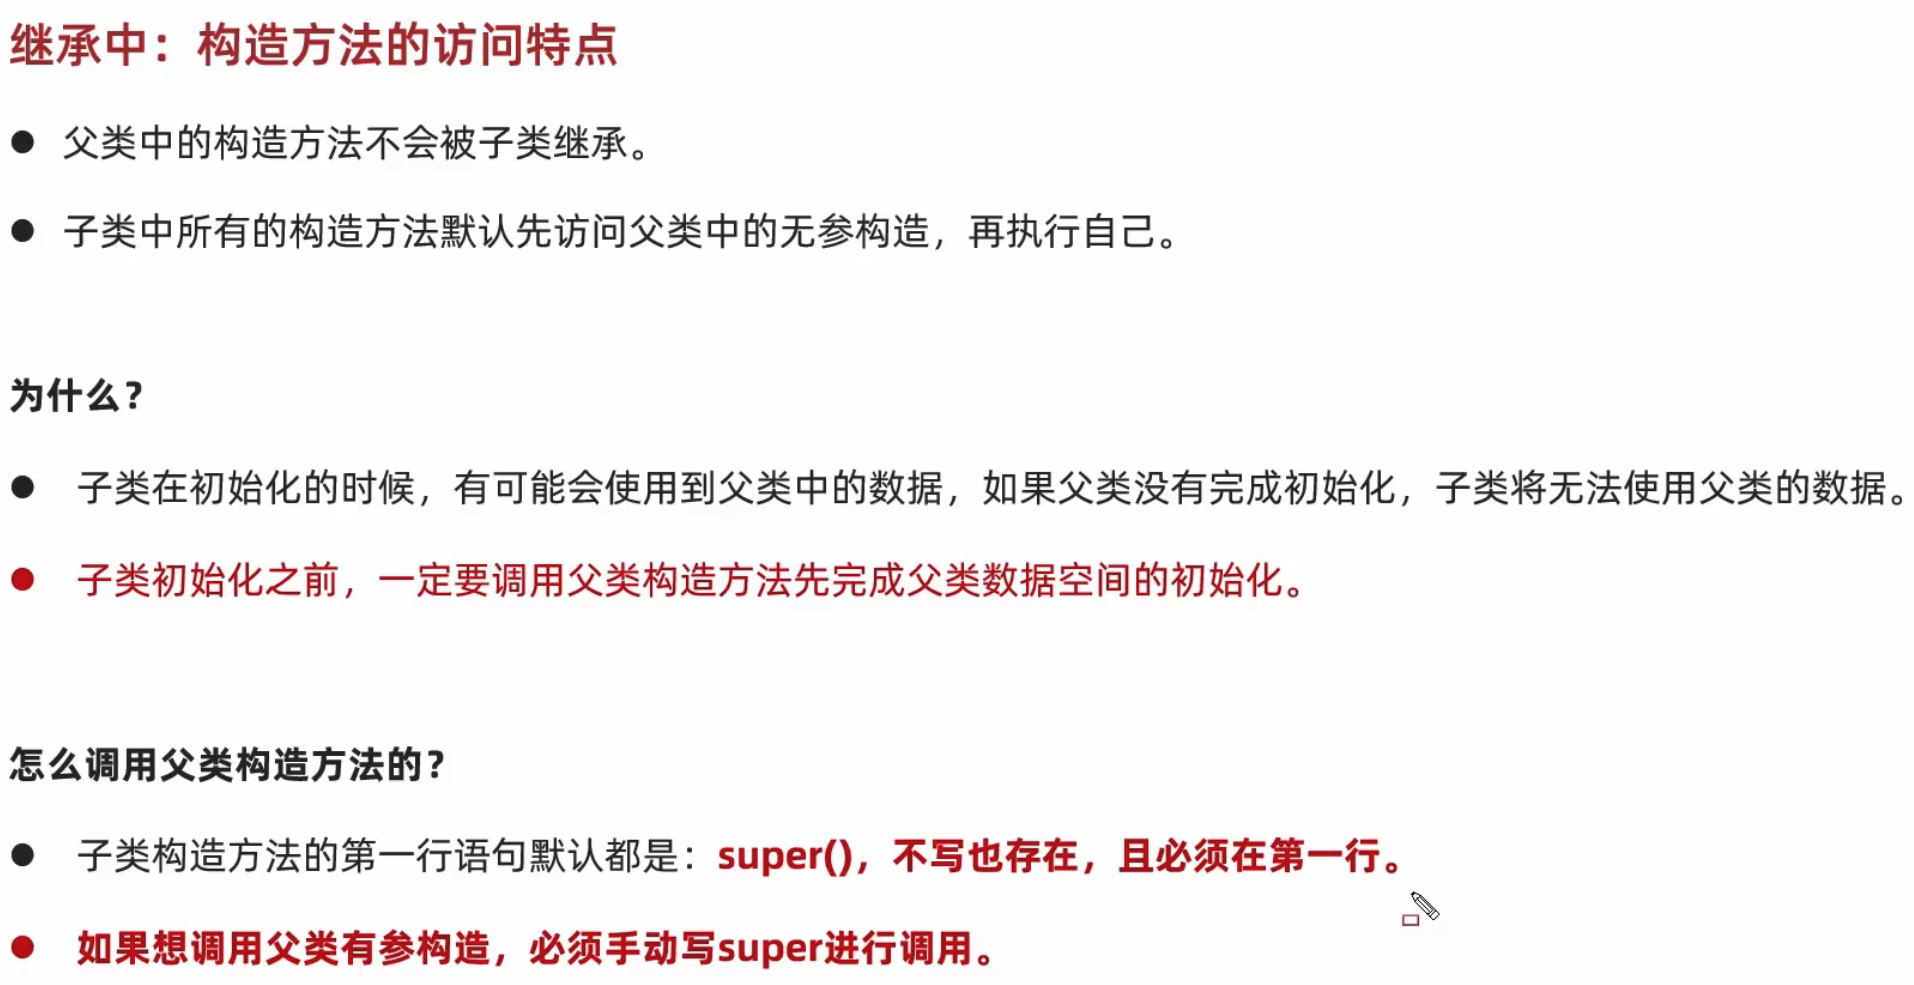 继承中：构造方法的访问特点
● 父类中的构造方法不会被子类继承。
● 子类中所有的构造方法默认先访问父类中的无参构造，再执行自己。
为什么？
● 子类在初始化的时候，有可能会使用到父类中的数据，如果父类没有完成初始化，子类将无法使用父类的数据。
● 子类初始化之前，一定要调用父类构造方法先完成父类数据空间的初始化。
怎么调用父类构造方法的？
● 子类构造方法的第一行语句默认都是：super()，不写也存在，且必须在第一行。
● 如果想调用父类有参构造，必须手动写super进行调用。